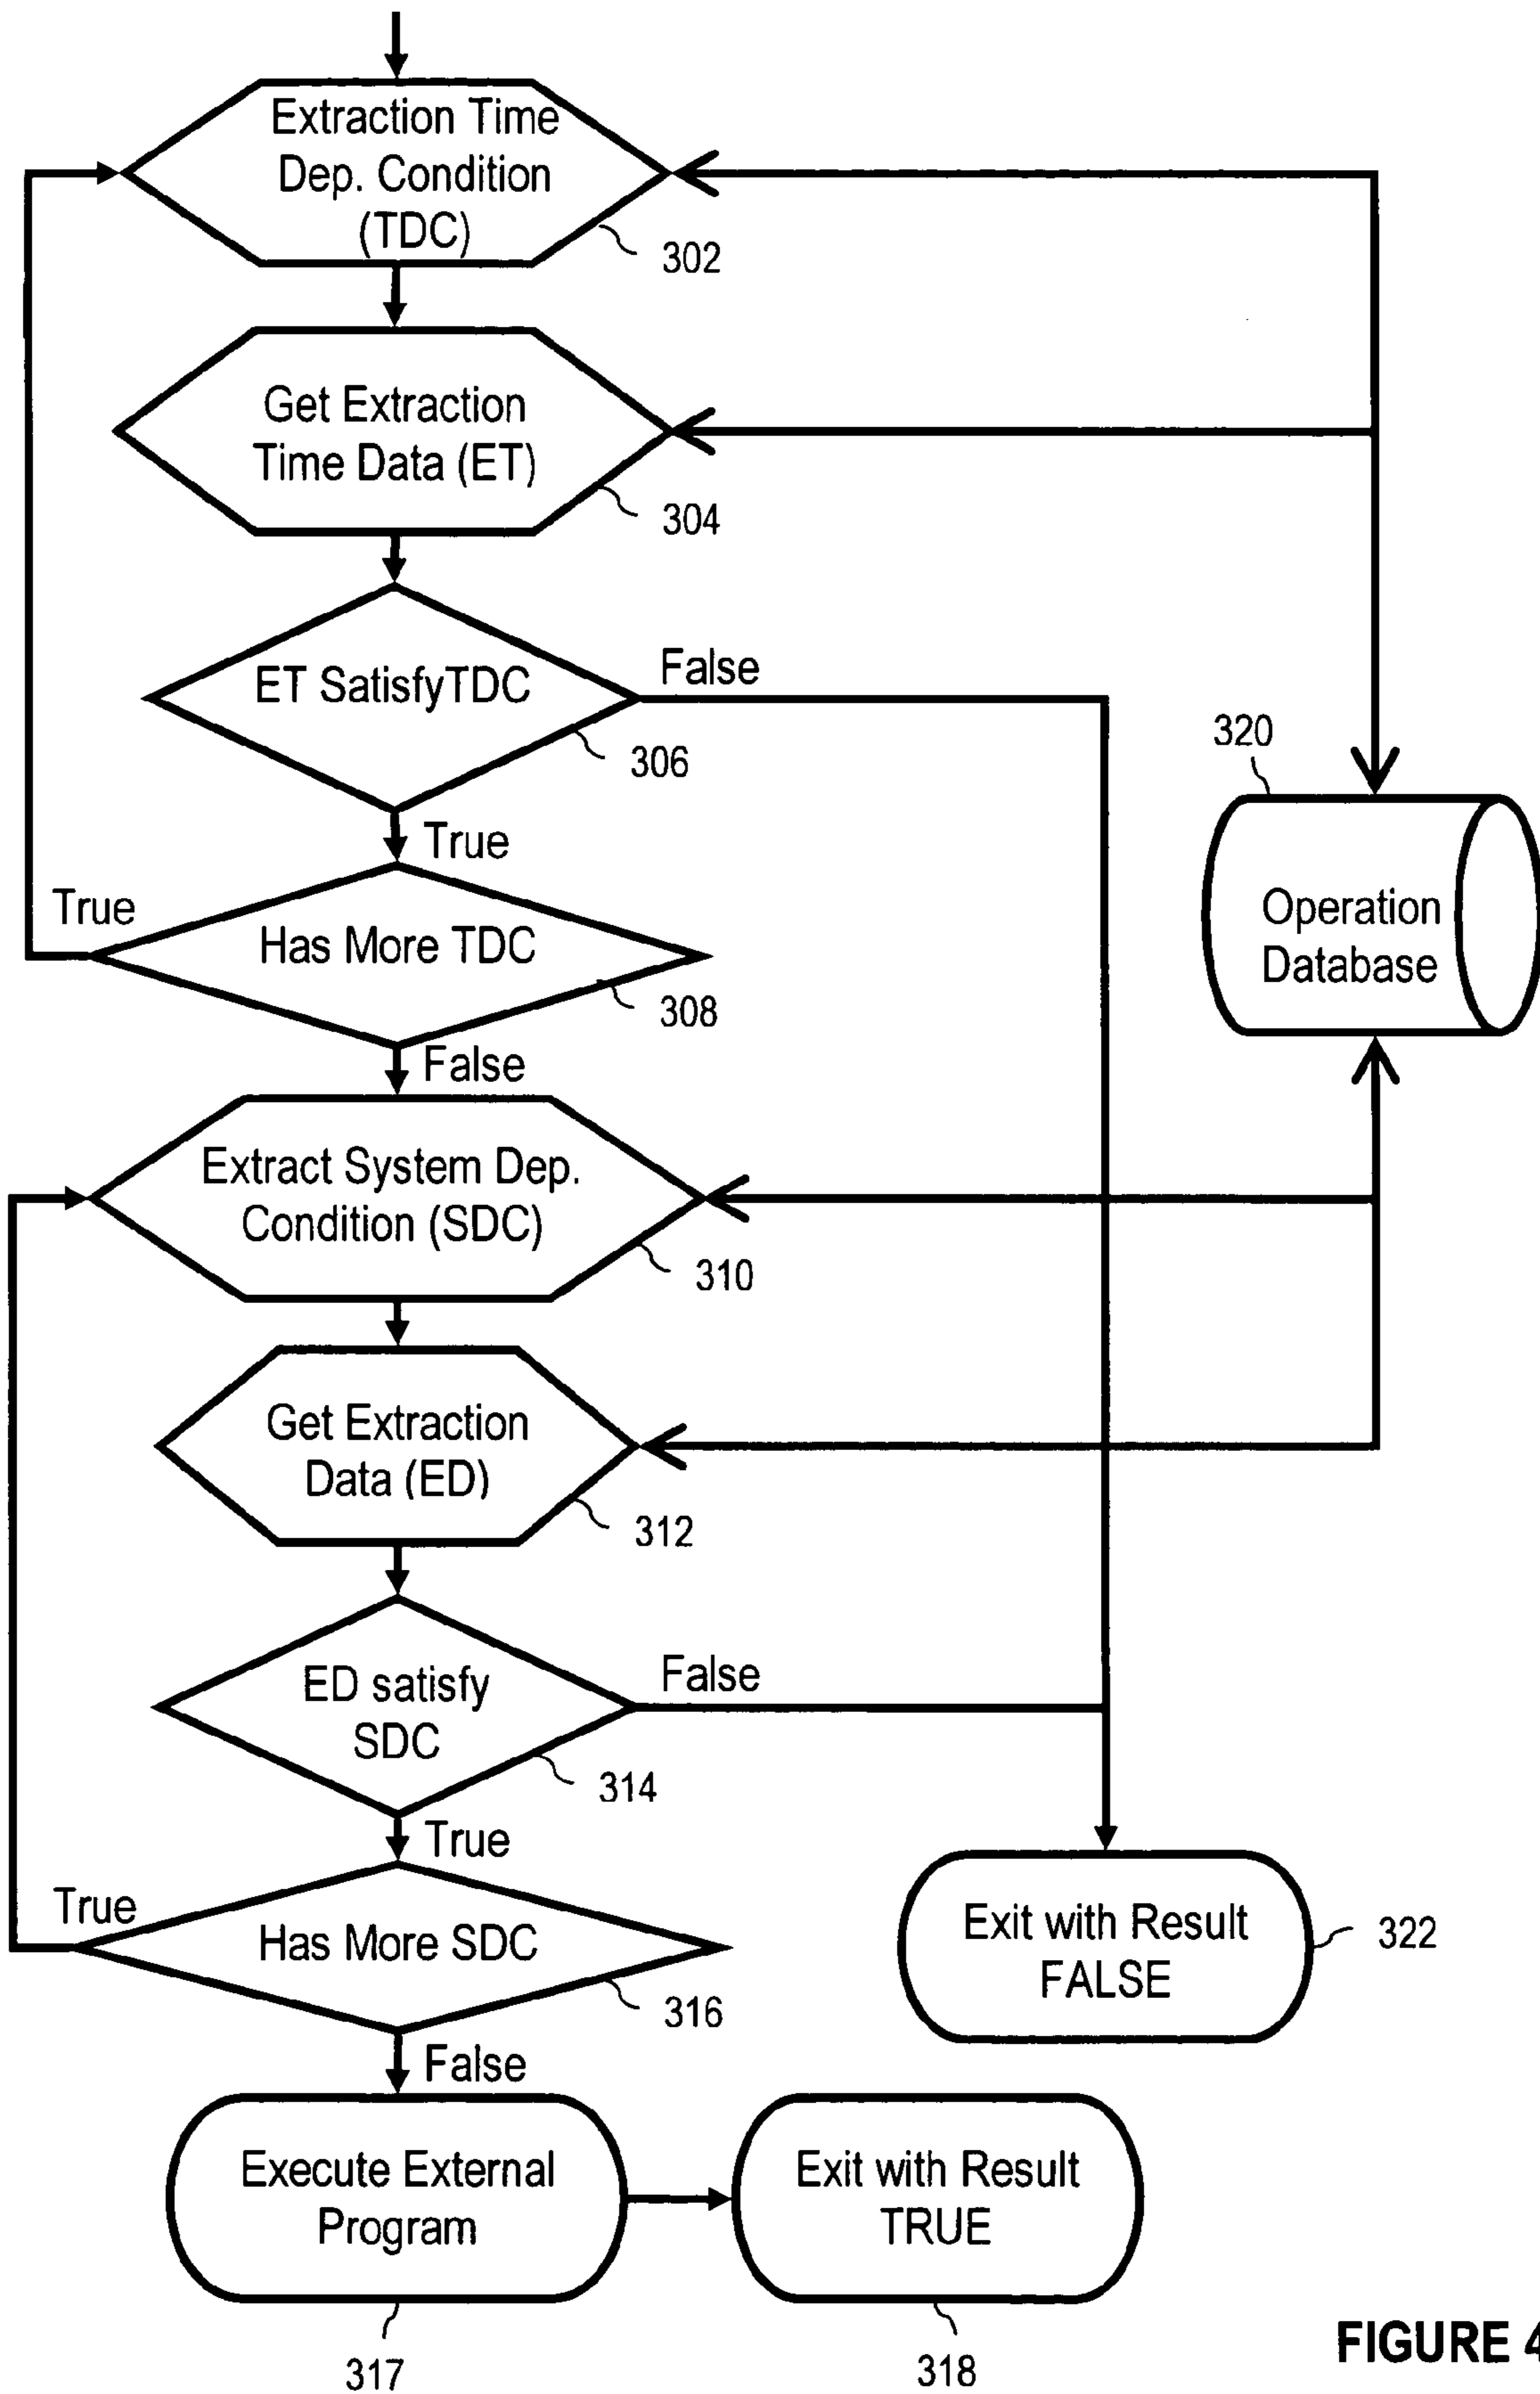 Extraction Time
Dep. Condition
(TDC)
302
Get Extraction
Time Data (ET)
304
ET SatisfyTDC
False
306
True
320
Operation
Database
True
Has More TDC
308
False
Extract System Dep.
Condition (SDC)
310
Get Extraction
Data (ED)
312
ED satisfy
SDC
False
314
True
True
Has More SDC
316
Exit with Result
FALSE
322
False
Execute External
Program
Exit with Result
TRUE
317
318
FIGURE 4